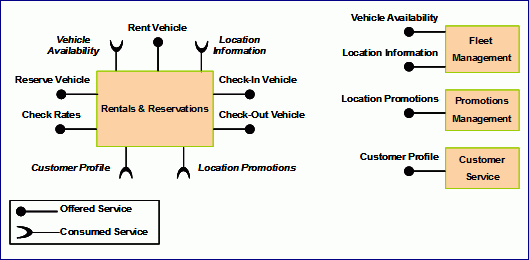 Rent Vehicle
Vehicle
Availability
Location
Information
Reserve Vehicle
Check-In Vehicle
Rentals & Reservations
Check Rates
Check-Out Vehicle
Customer Profile
Location Promotions
Vehicle Availability
Fleet
Management
Location Information
Location Promotions
Promotions
Management
Customer Profile
Customer
Service
Offered Service
Consumed Service